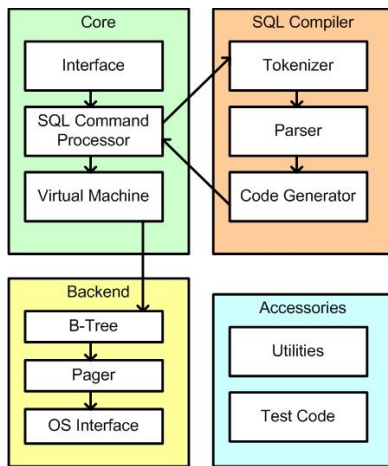 Core
Interface
SQL Command
Processor
Virtual Machine
SQL Compiler
Tokenizer
Parser
Code Generator
Backend
B-Tree
Pager
OS Interface
Accessories
Utilities
Test Code